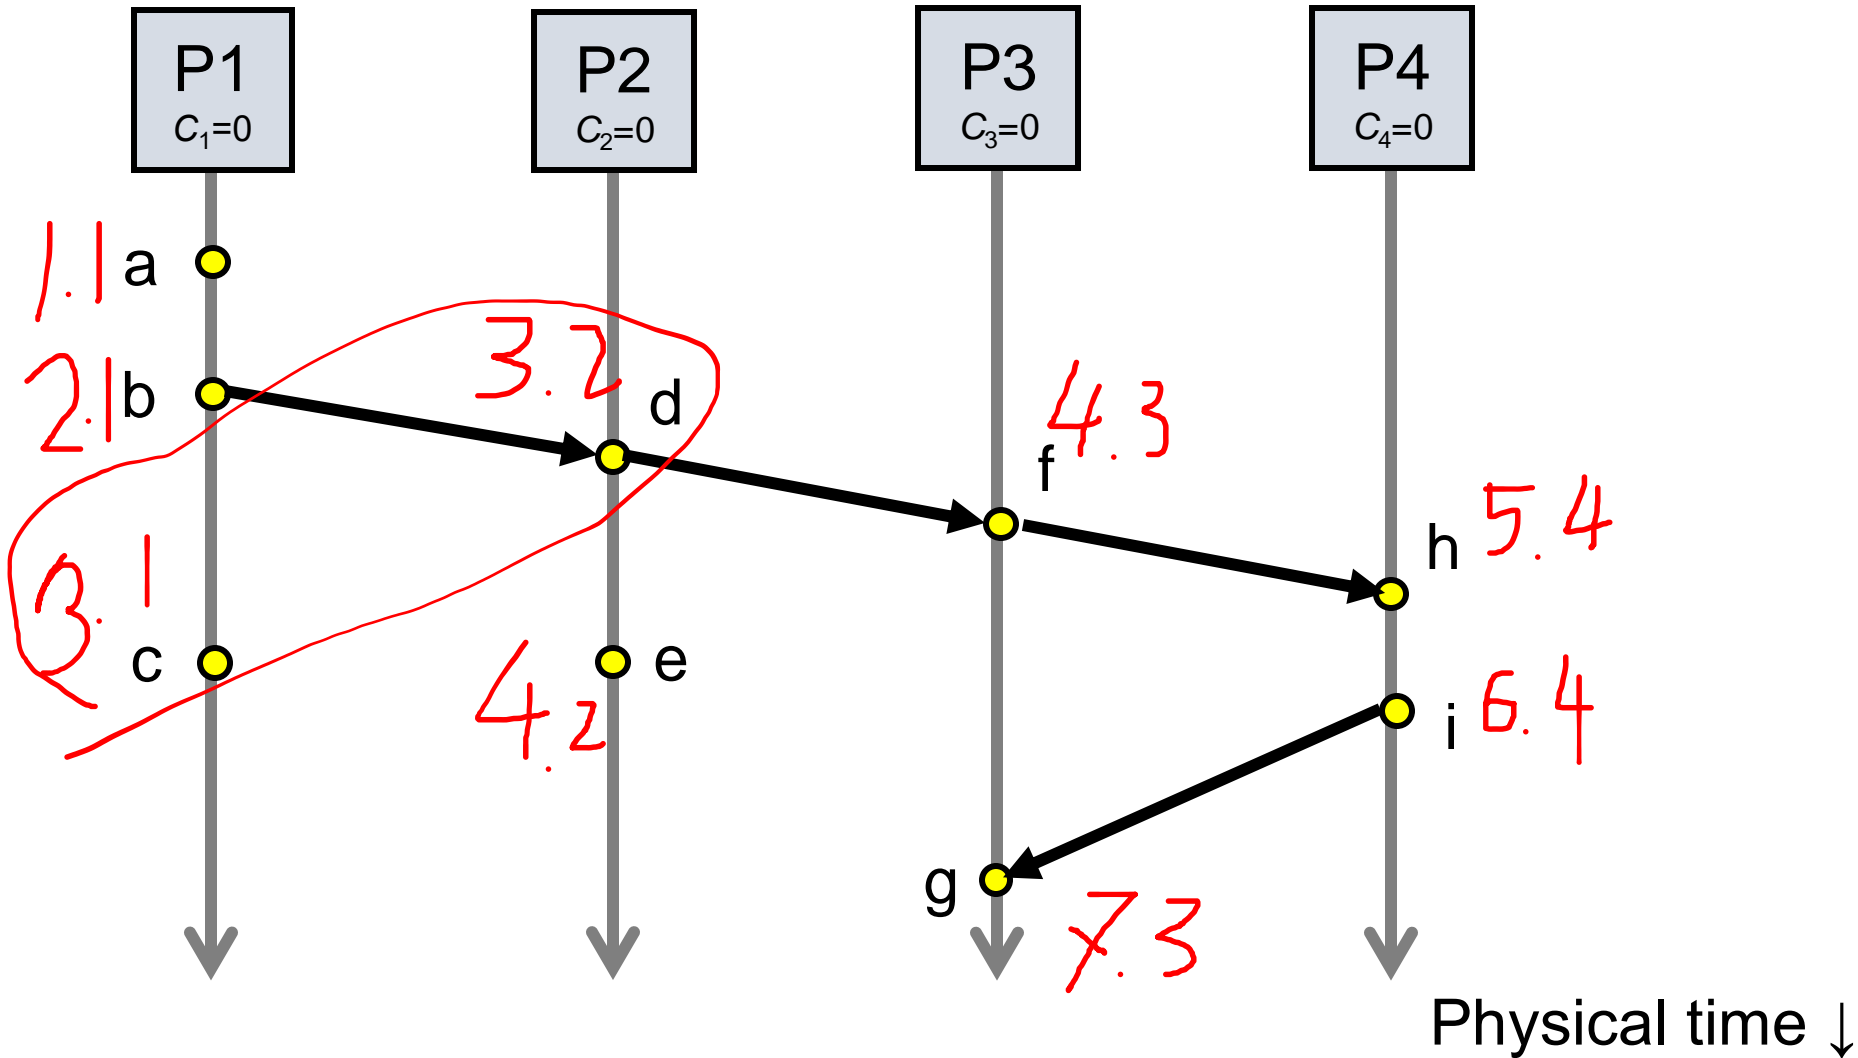 P1 P2 P3 P4
C₁=0 C₂=0 C₃=0 C₄=0
1.1 a
3.2
2.1 b d 4.3
f
h 5.4
3.1
c e
4.2
i 6.4
g 7.3
Physical time ↓